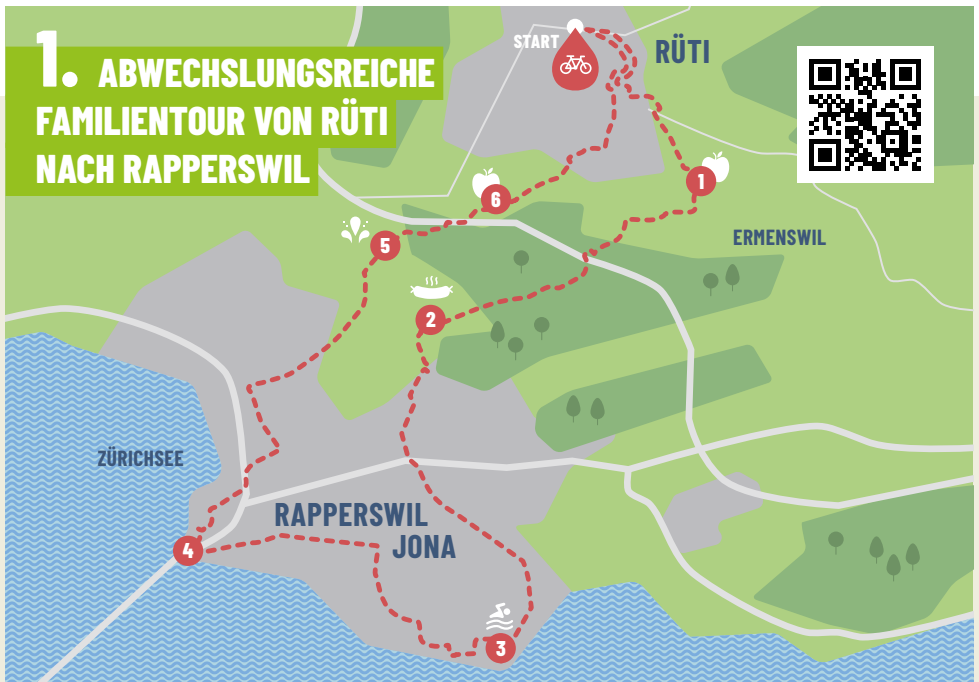 1. ABWECHSLUNGSREICHE
FAMILIENTOUR VON RÜTI
NACH RAPPERSWIL
START
RÜTI
1
6
ERMENSWIL
5
2
ZÜRICHSEE
RAPPERSWIL
JONA
4
3